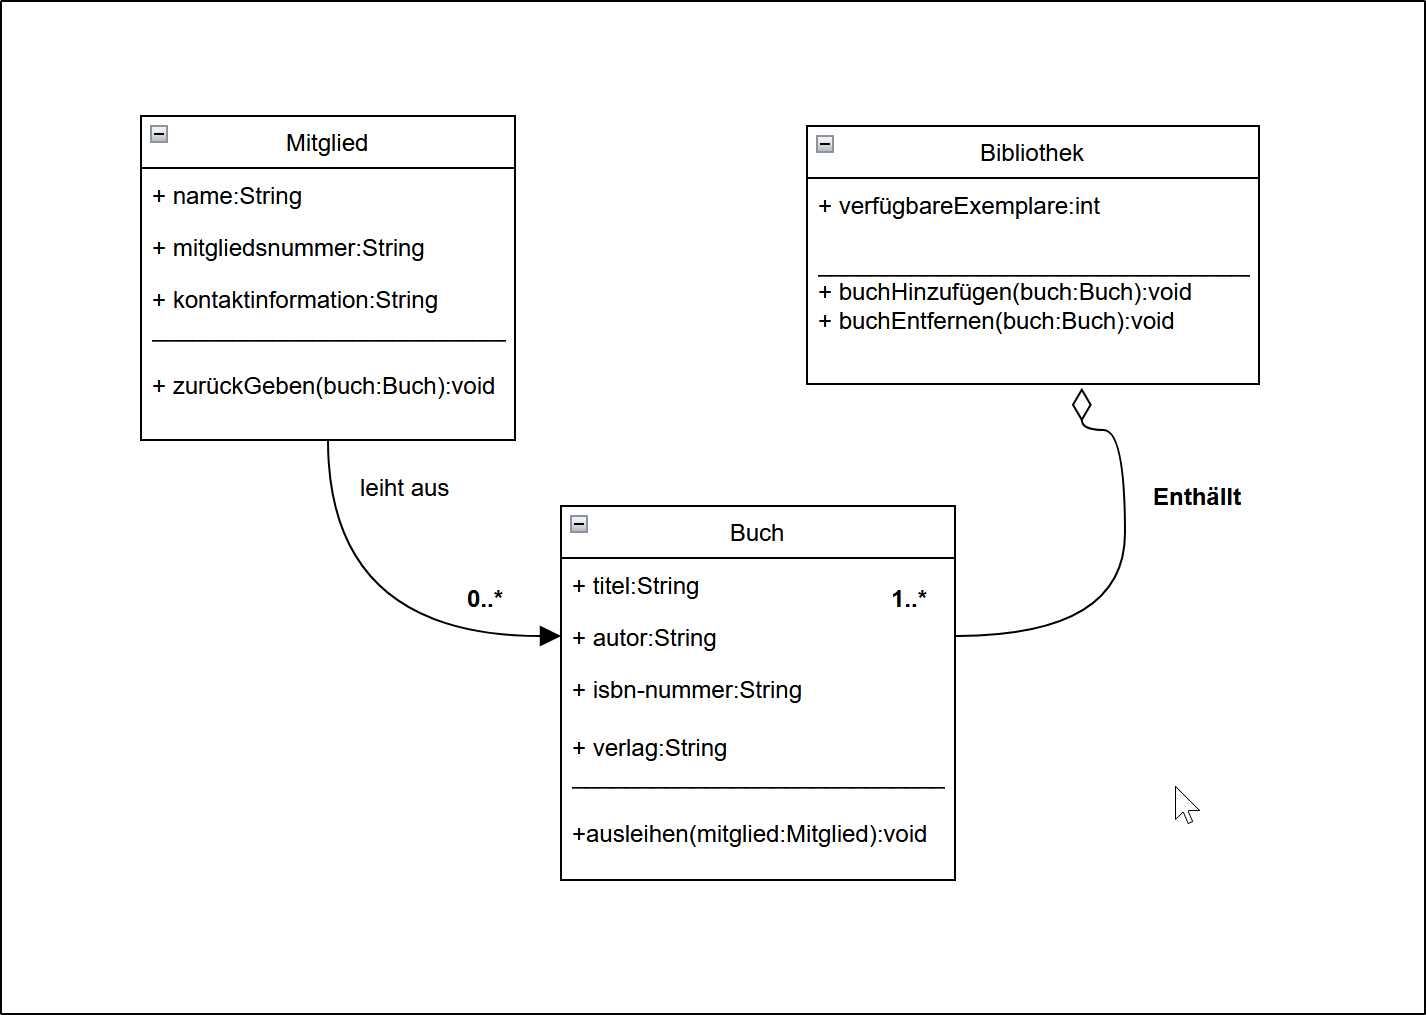 Mitglied
+ name:String
+ mitgliedsnummer:String
+ kontaktinformation:String
+ zurückGeben(buch:Buch):void
Bibliothek
+ verfügbareExemplare:int
+ buchHinzufügen(buch:Buch):void
+ buchEntfernen(buch:Buch):void
leiht aus
0..*
Enthällt
1..*
Buch
+ titel:String
+ autor:String
+ isbn-nummer:String
+ verlag:String
+ausleihen(mitglied:Mitglied):void